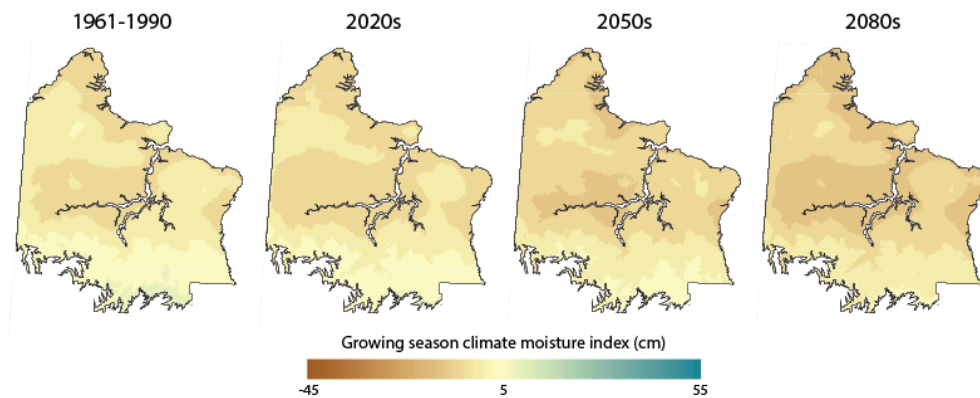 1961-1990 2020s 2050s 2080s
Growing season climate moisture index (cm)
-45 5 55